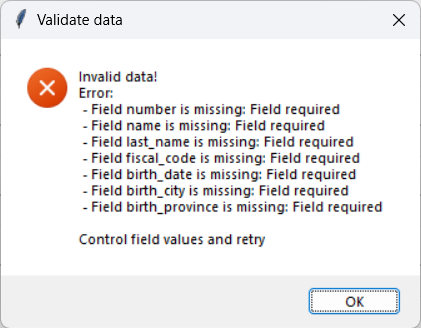 Validate data
Invalid data!
Error:
- Field number is missing: Field required
- Field name is missing: Field required
- Field last_name is missing: Field required
- Field fiscal_code is missing: Field required
- Field birth_date is missing: Field required
- Field birth_city is missing: Field required
- Field birth_province is missing: Field required
Control field values and retry
OK